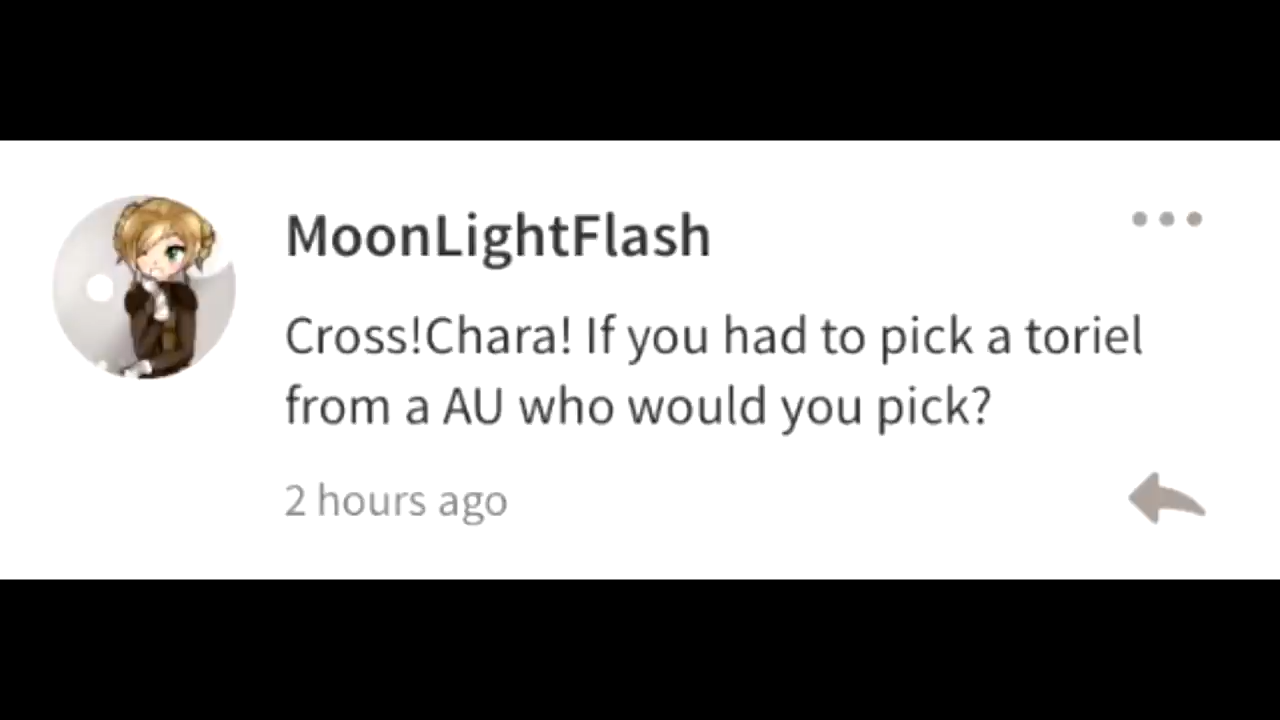 MoonLightFlash
Cross!Chara! If you had to pick a toriel
from a AU who would you pick?
2 hours ago